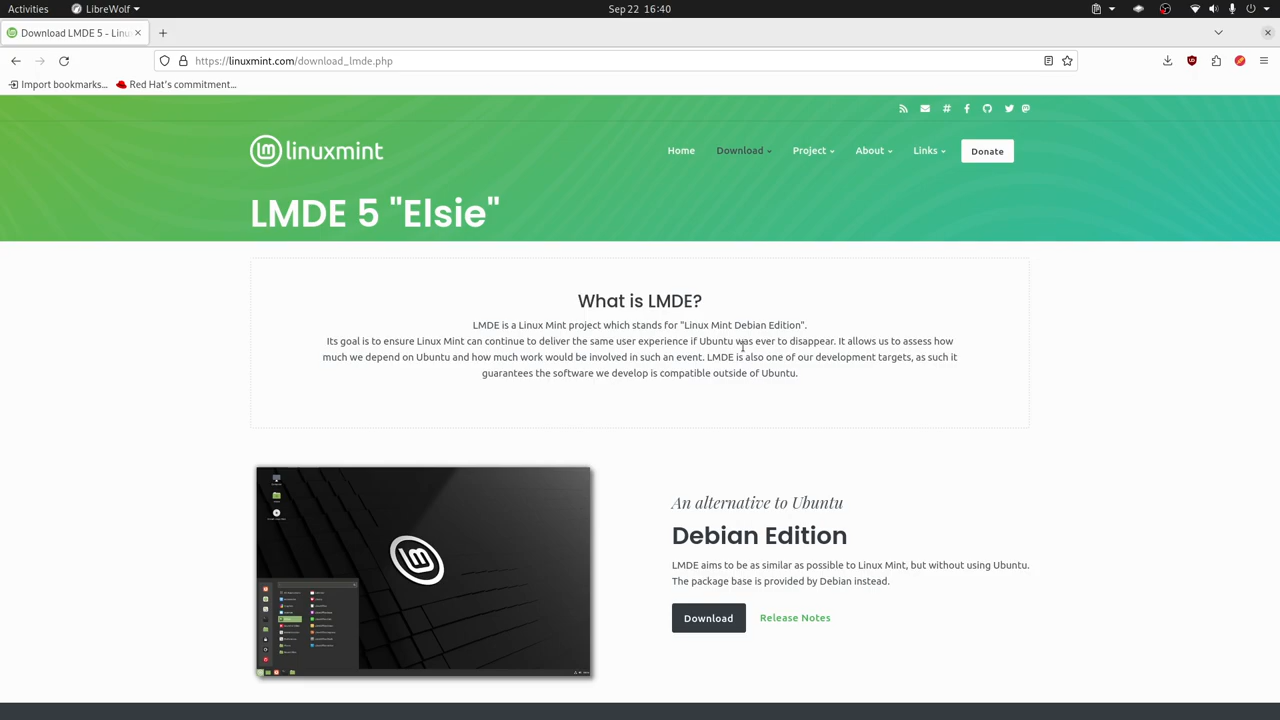 Activities
LibreWolf
Sep 22 16:40
Download LMDE 5 - Linu
https://linuxmint.com/download_lmde.php
Import bookmarks...
Red Hat's commitment...
linuxmint
Home
Download
Project
About
Links
Donate
LMDE 5 "Elsie"
What is LMDE?
LMDE is a Linux Mint project which stands for "Linux Mint Debian Edition".
Its goal is to ensure Linux Mint can continue to deliver the same user experience if Ubuntu was ever to disappear. It allows us to assess how
much we depend on Ubuntu and how much work would be involved in such an event. LMDE is also one of our development targets, as such it
guarantees the software we develop is compatible outside of Ubuntu.
An alternative to Ubuntu
Debian Edition
LMDE aims to be as similar as possible to Linux Mint, but without using Ubuntu.
The package base is provided by Debian instead.
Download
Release Notes